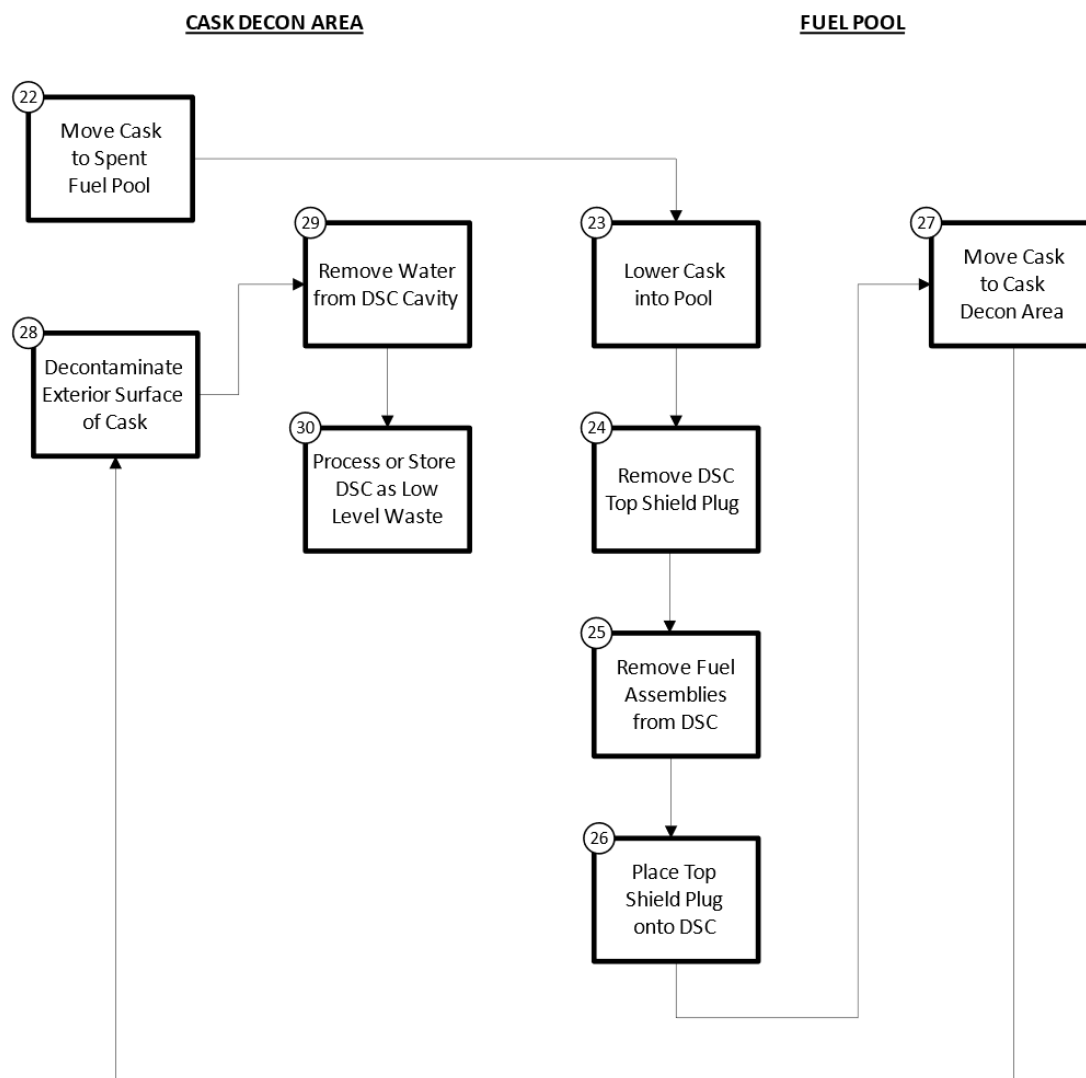 CASK DECON AREA
FUEL POOL
22
Move Cask
to Spent
Fuel Pool
29
Remove Water
from DSC Cavity
23
Lower Cask
into Pool
27
Move Cask
to Cask
Decon Area
28
Decontaminate
Exterior Surface
of Cask
30
Process or Store
DSC as Low
Level Waste
24
Remove DSC
Top Shield Plug
25
Remove Fuel
Assemblies
from DSC
26
Place Top
Shield Plug
onto DSC